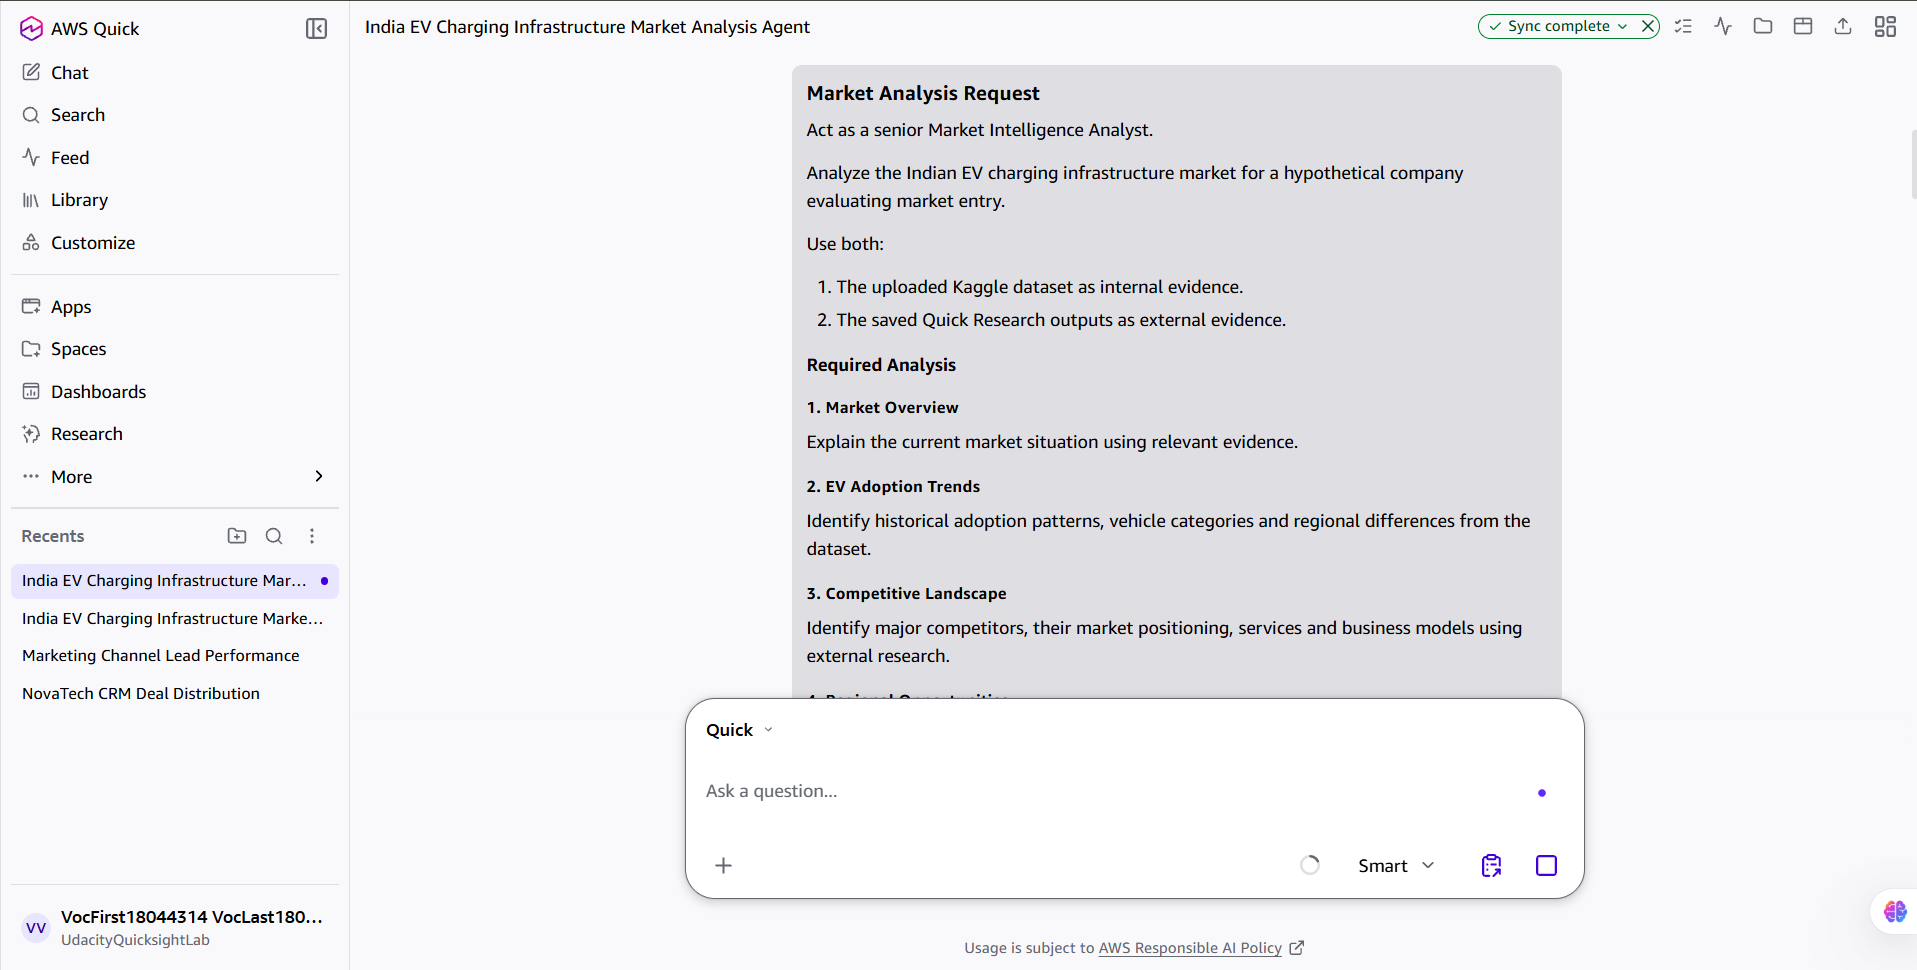 AWS Quick
Chat
Search
Feed
Library
Customize
Apps
Spaces
Dashboards
Research
More
Recents
India EV Charging Infrastructure Mar...
India EV Charging Infrastructure Marke...
Marketing Channel Lead Performance
NovaTech CRM Deal Distribution
VV
VocFirst18044314 VocLast180...
UdacityQuicksightLab
India EV Charging Infrastructure Market Analysis Agent
Sync complete
Market Analysis Request
Act as a senior Market Intelligence Analyst.
Analyze the Indian EV charging infrastructure market for a hypothetical company
evaluating market entry.
Use both:
1. The uploaded Kaggle dataset as internal evidence.
2. The saved Quick Research outputs as external evidence.
Required Analysis
1. Market Overview
Explain the current market situation using relevant evidence.
2. EV Adoption Trends
Identify historical adoption patterns, vehicle categories and regional differences from the
dataset.
3. Competitive Landscape
Identify major competitors, their market positioning, services and business models using
external research.
4. Regional Opportunities
Quick
Ask a question...
Smart
Usage is subject to AWS Responsible AI Policy